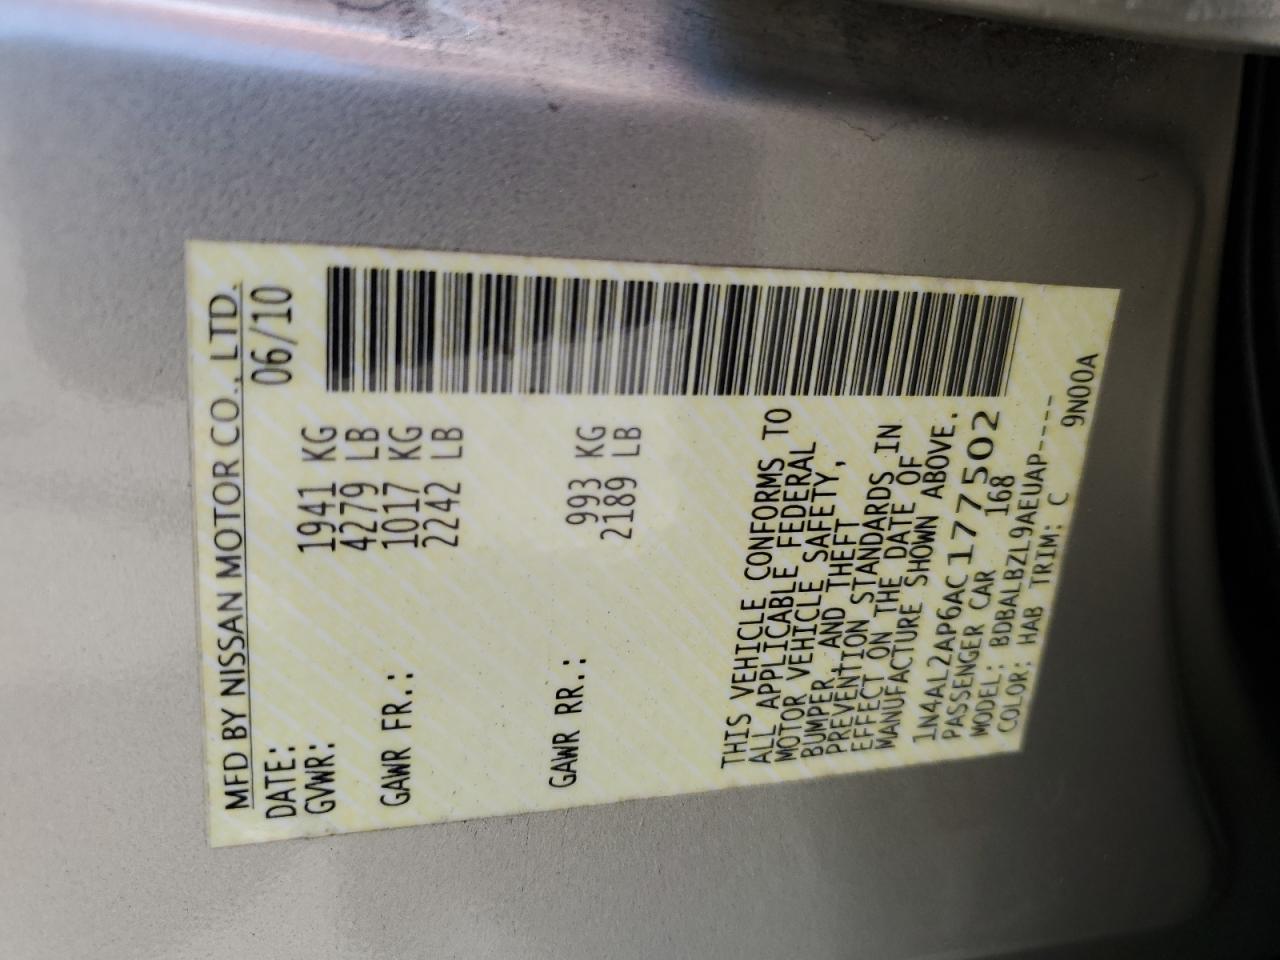 MFD BY NISSAN MOTOR CO., LTD.
DATE: 06/10
GVWR: 1941 KG
4279 LB
GAWR FR.: 1017 KG
2242 LB
GAWR RR.: 993 KG
2189 LB
THIS VEHICLE CONFORMS TO
ALL APPLICABLE FEDERAL
MOTOR VEHICLE SAFETY,
BUMPER, AND THEFT
PREVENTION STANDARDS IN
EFFECT ON THE DATE OF
MANUFACTURE SHOWN ABOVE.
1N4AL2AP6AC177502
PASSENGER CAR 168
MODEL: BDBALBZL9AEUAP----
COLOR: HAB TRIM: C 9N00A